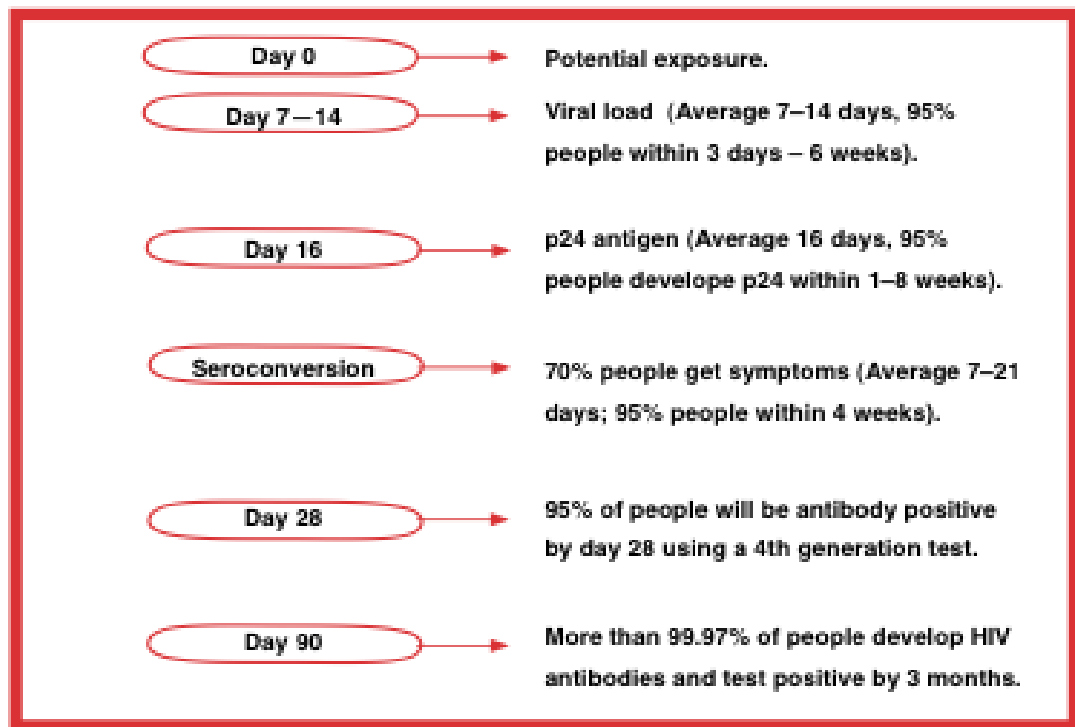 Day 0
Potential exposure.
Day 7—14
Viral load (Average 7–14 days, 95%
people within 3 days – 6 weeks).
Day 16
p24 antigen (Average 16 days, 95%
people develope p24 within 1–8 weeks).
Seroconversion
70% people get symptoms (Average 7–21
days; 95% people within 4 weeks).
Day 28
95% of people will be antibody positive
by day 28 using a 4th generation test.
Day 90
More than 99.97% of people develop HIV
antibodies and test positive by 3 months.